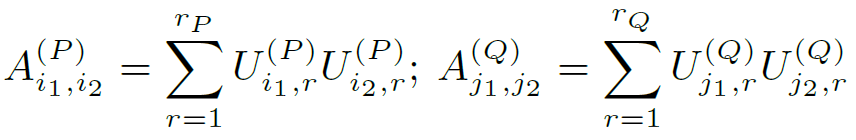 $A^{(P)}_{i_1,i_2} = \sum_{r=1}^{r_P} U^{(P)}_{i_1,r} U^{(P)}_{i_2,r};\ A^{(Q)}_{j_1,j_2} = \sum_{r=1}^{r_Q} U^{(Q)}_{j_1,r} U^{(Q)}_{j_2,r}$